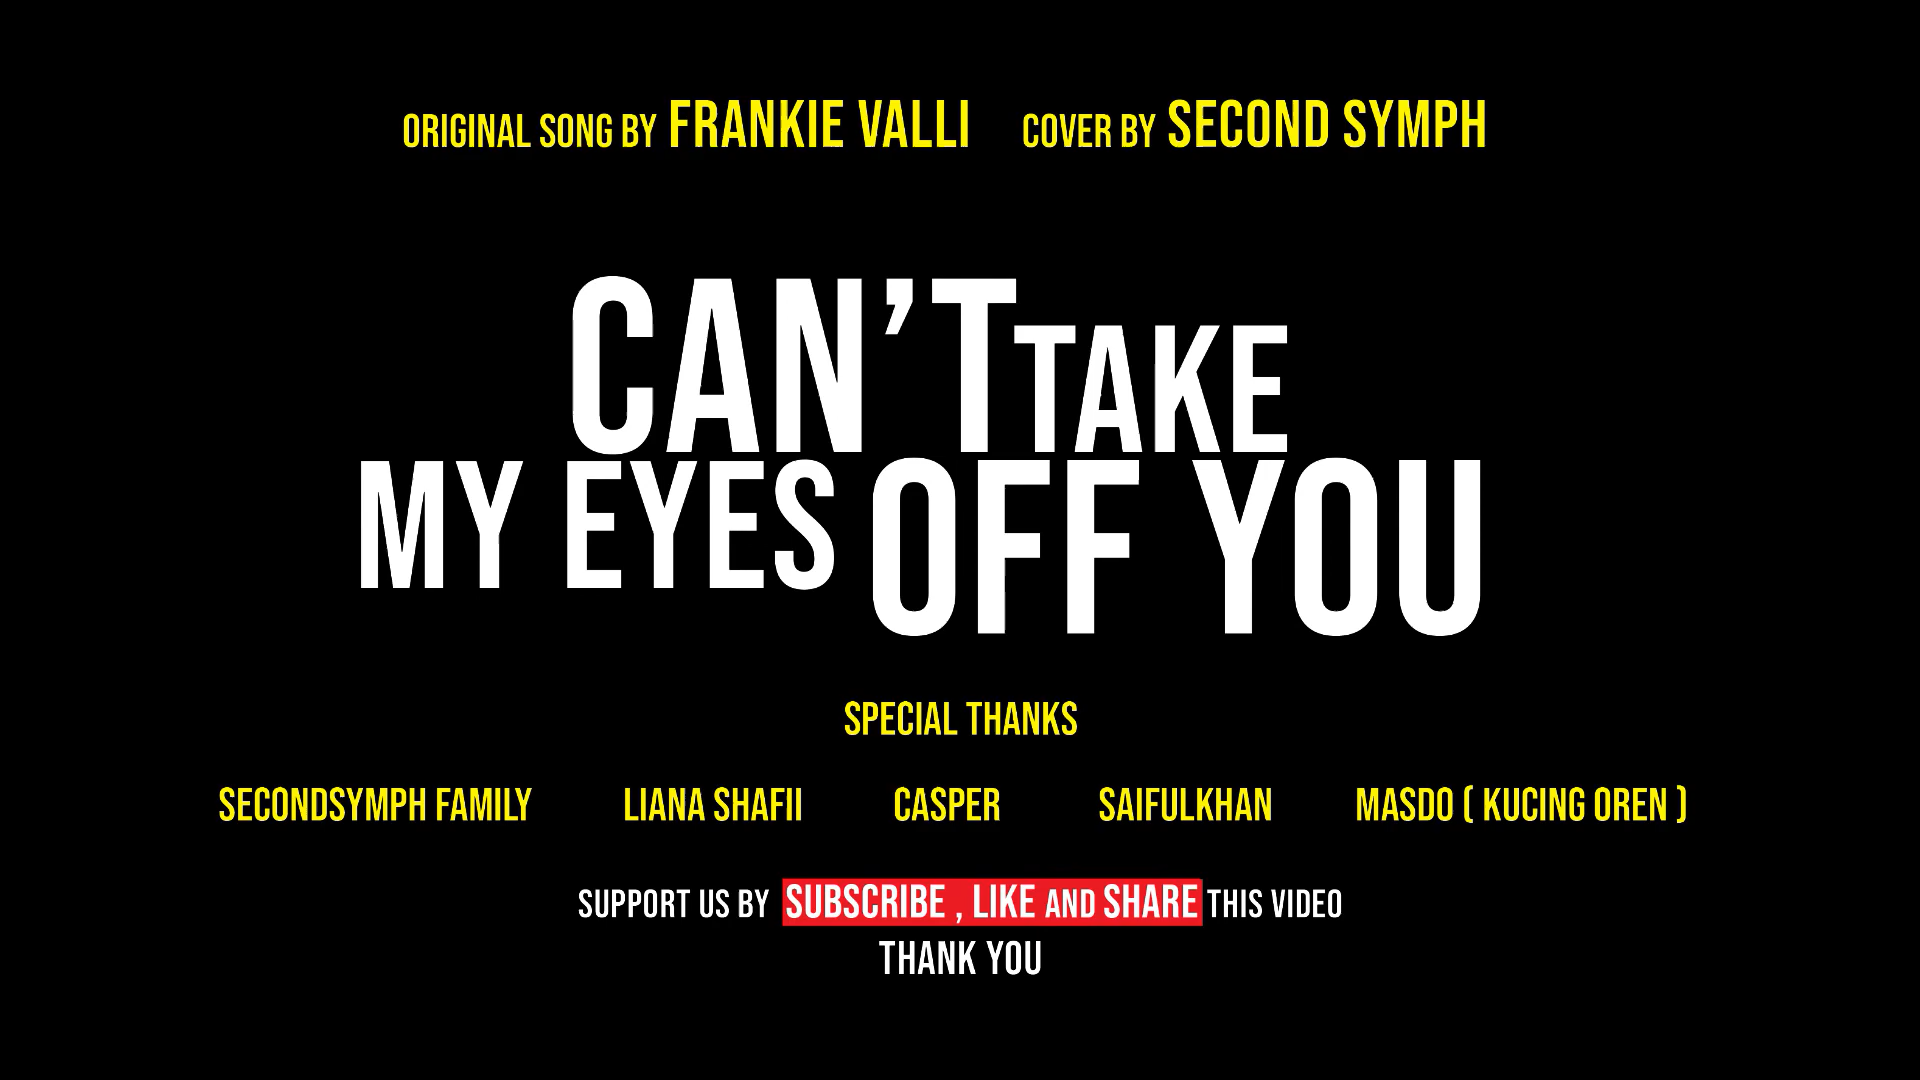 ORIGINAL SONG BY FRANKIE VALLI COVER BY SECOND SYMPH
CAN'T TAKE
MY EYES OFF YOU
SPECIAL THANKS
SECONDSYMPH FAMILY LIANA SHAFII CASPER SAIFULKHAN MASDO ( KUCING OREN )
SUPPORT US BY SUBSCRIBE , LIKE AND SHARE THIS VIDEO
THANK YOU